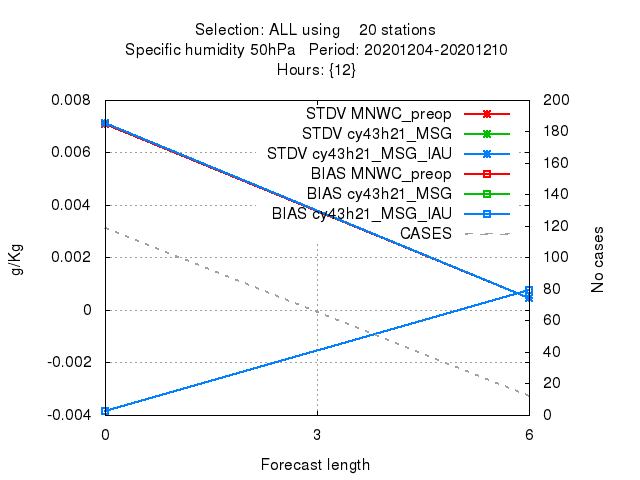 Selection: ALL using 20 stations
Specific humidity 50hPa Period: 20201204-20201210
Hours: {12}
0.008
0.006
0.004
0.002
0
-0.002
-0.004
g/Kg
STDV MNWC_preop
STDV cy43h21_MSG
STDV cy43h21_MSG_IAU
BIAS MNWC_preop
BIAS cy43h21_MSG
BIAS cy43h21_MSG_IAU
CASES
200
180
160
140
120
100
80
60
40
20
0
No cases
0 3 6
Forecast length